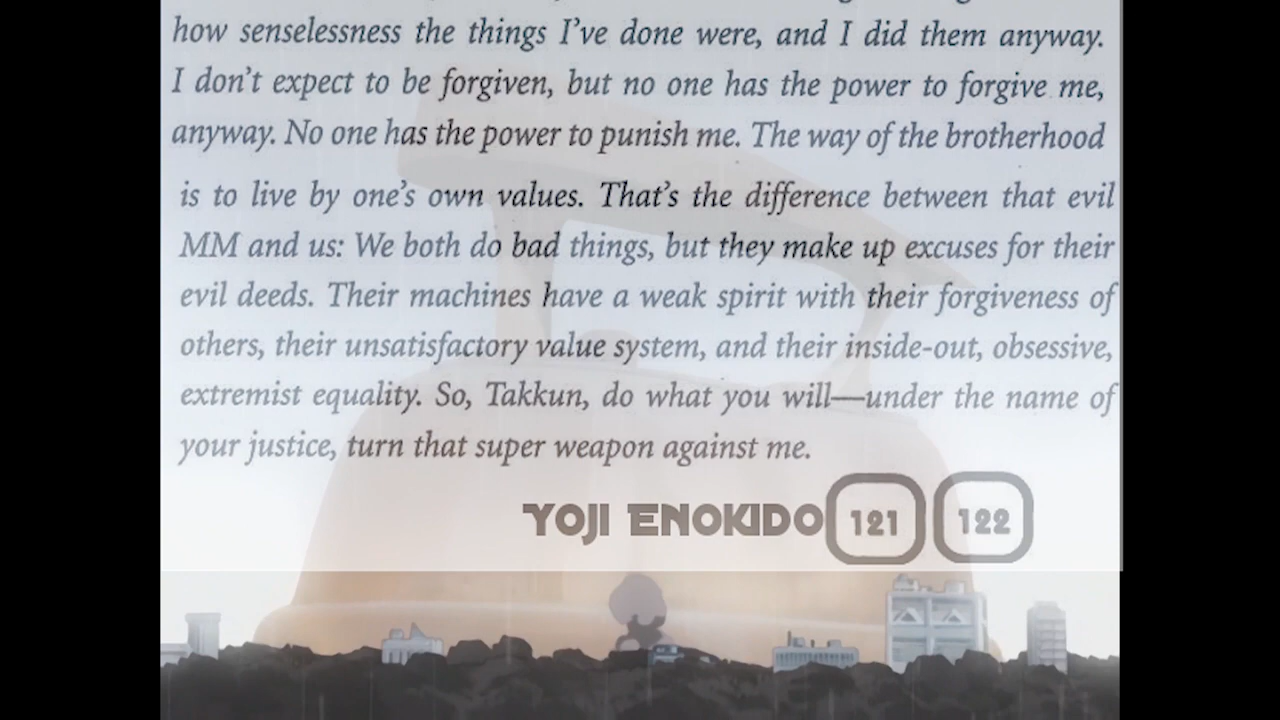 how senselessness the things I've done were, and I did them anyway.
I don't expect to be forgiven, but no one has the power to forgive me,
anyway. No one has the power to punish me. The way of the brotherhood
is to live by one's own values. That's the difference between that evil
MM and us: We both do bad things, but they make up excuses for their
evil deeds. Their machines have a weak spirit with their forgiveness of
others, their unsatisfactory value system, and their inside-out, obsessive,
extremist equality. So, Takkun, do what you will—under the name of
your justice, turn that super weapon against me.
YOJI ENOKIDO 121 122